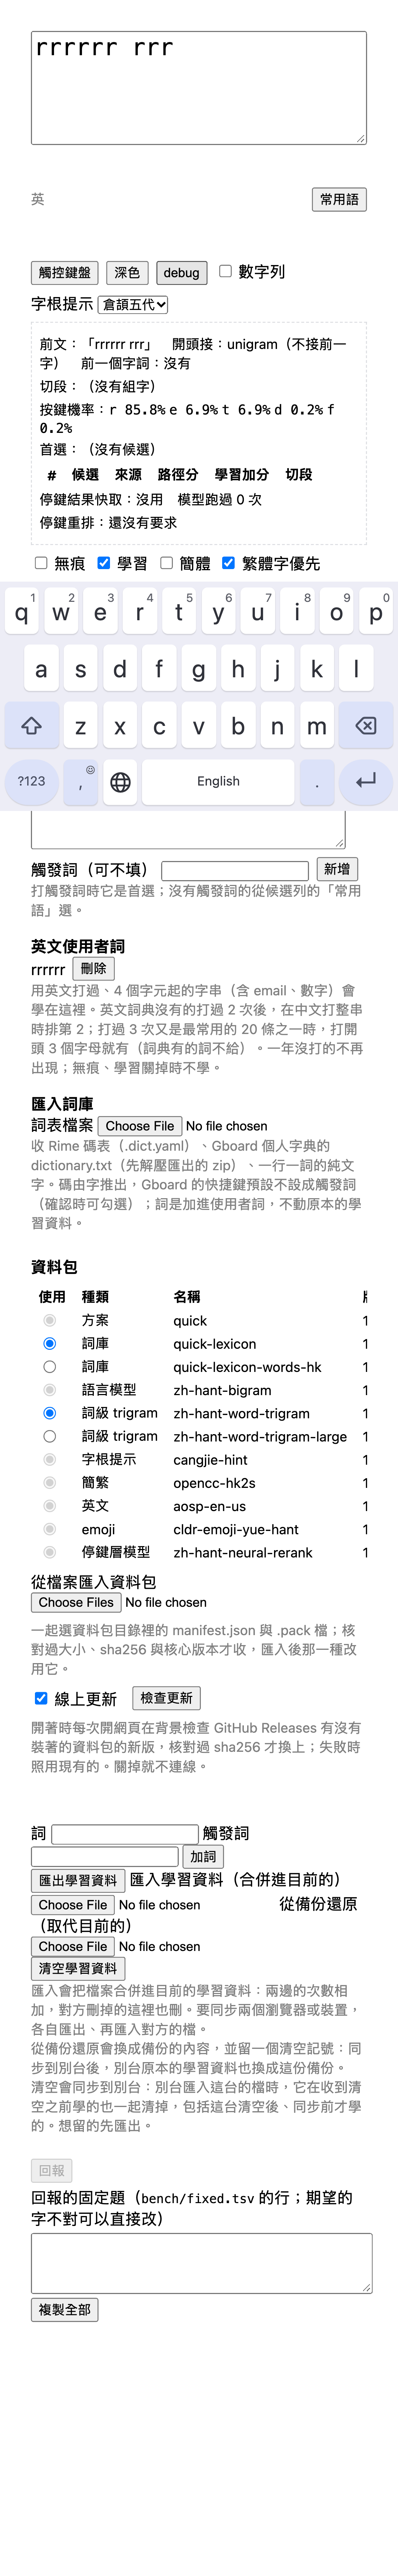 rrrrrr rrr
英 常用語
觸控鍵盤 深色 debug 數字列
字根提示 倉頡五代
前文：「rrrrrr rrr」 開頭接：unigram（不接前一
字） 前一個字詞：沒有
切段：（沒有組字）
按鍵機率：r 85.8% e 6.9% t 6.9% d 0.2% f
0.2%
首選：（沒有候選）
# 候選 來源 路徑分 學習加分 切段
停鍵結果快取：沒用 模型跑過 0 次
停鍵重排：還沒有要求
無痕 學習 簡體 繁體字優先
q 1 w 2 e 3 r 4 t 5 y 6 u 7 i 8 o 9 p 0
a s d f g h j k l
z x c v b n m
?123 , English .
觸發詞（可不填） 新增
打觸發詞時它是首選；沒有觸發詞的從候選列的「常用
語」選。
英文使用者詞
rrrrrr 刪除
用英文打過、4 個字元起的字串（含 email、數字）會
學在這裡。英文詞典沒有的打過 2 次後，在中文打整串
時排第 2；打過 3 次又是最常用的 20 條之一時，打開
頭 3 個字母就有（詞典有的詞不給）。一年沒打的不再
出現；無痕、學習關掉時不學。
匯入詞庫
詞表檔案 Choose File No file chosen
收 Rime 碼表（.dict.yaml）、Gboard 個人字典的
dictionary.txt（先解壓匯出的 zip）、一行一詞的純文
字。碼由字推出，Gboard 的快捷鍵預設不設成觸發詞
（確認時可勾選）；詞是加進使用者詞，不動原本的學
習資料。
資料包
使用 種類 名稱
方案 quick 1
詞庫 quick-lexicon 1
詞庫 quick-lexicon-words-hk 1
語言模型 zh-hant-bigram 1
詞級 trigram zh-hant-word-trigram 1
詞級 trigram zh-hant-word-trigram-large 1
字根提示 cangjie-hint 1
簡繁 opencc-hk2s 1
英文 aosp-en-us 1
emoji cldr-emoji-yue-hant 1
停鍵層模型 zh-hant-neural-rerank 1
從檔案匯入資料包
Choose Files No file chosen
一起選資料包目錄裡的 manifest.json 與 .pack 檔；核
對過大小、sha256 與核心版本才收，匯入後那一種改
用它。
線上更新 檢查更新
開著時每次開網頁在背景檢查 GitHub Releases 有沒有
裝著的資料包的新版，核對過 sha256 才換上；失敗時
照用現有的。關掉就不連線。
詞 觸發詞
加詞
匯出學習資料 匯入學習資料（合併進目前的）
Choose File No file chosen 從備份還原
（取代目前的）
Choose File No file chosen
清空學習資料
匯入會把檔案合併進目前的學習資料：兩邊的次數相
加，對方刪掉的這裡也刪。要同步兩個瀏覽器或裝置，
各自匯出、再匯入對方的檔。
從備份還原會換成備份的內容，並留一個清空記號：同
步到別台後，別台原本的學習資料也換成這份備份。
清空會同步到別台：別台匯入這台的檔時，它在收到清
空之前學的也一起清掉，包括這台清空後、同步前才學
的。想留的先匯出。
回報
回報的固定題（bench/fixed.tsv 的行；期望的
字不對可以直接改）
複製全部